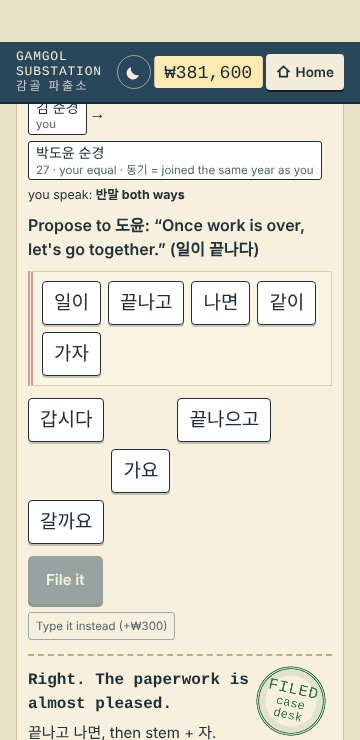 GAMGOL
SUBSTATION
감골 파출소
₩381,600
Home
김 순경
you
→
박도윤 순경
27 · your equal · 동기 = joined the same year as you
you speak: 반말 both ways
Propose to 도윤: “Once work is over,
let's go together.” (일이 끝나다)
일이
끝나고
나면
같이
가자
갑시다
끝나으고
가요
갈까요
File it
Type it instead (+₩300)
Right. The paperwork is
almost pleased.
FILED
case
desk
끝나고 나면, then stem + 자.